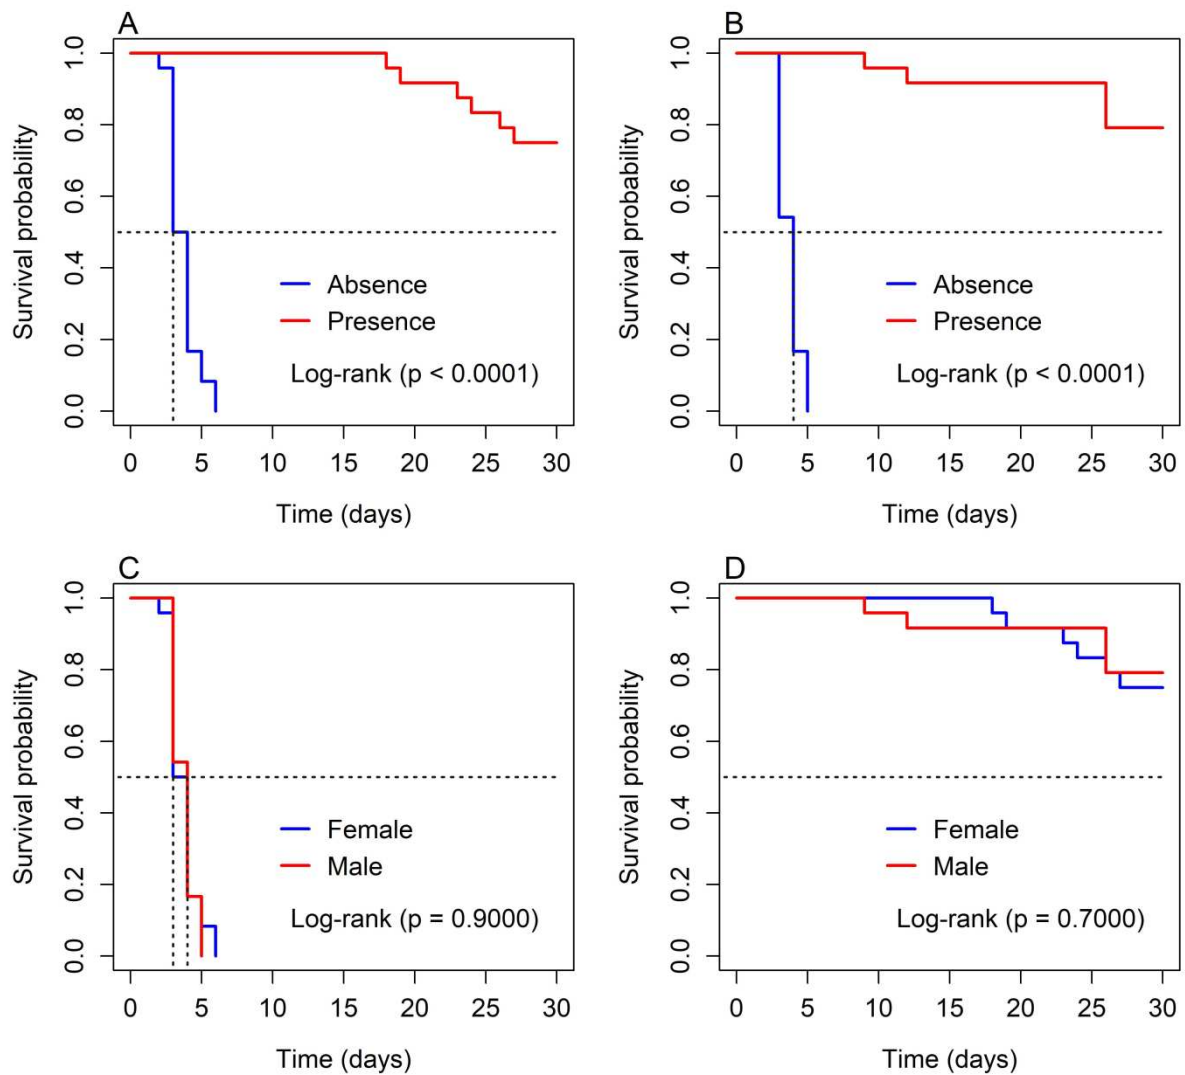 A
Survival probability
1.0
0.8
0.6
0.4
0.2
0.0
Absence
Presence
Log-rank (p < 0.0001)
0 5 10 15 20 25 30
Time (days)
B
Survival probability
1.0
0.8
0.6
0.4
0.2
0.0
Absence
Presence
Log-rank (p < 0.0001)
0 5 10 15 20 25 30
Time (days)
C
Survival probability
1.0
0.8
0.6
0.4
0.2
0.0
Female
Male
Log-rank (p = 0.9000)
0 5 10 15 20 25 30
Time (days)
D
Survival probability
1.0
0.8
0.6
0.4
0.2
0.0
Female
Male
Log-rank (p = 0.7000)
0 5 10 15 20 25 30
Time (days)